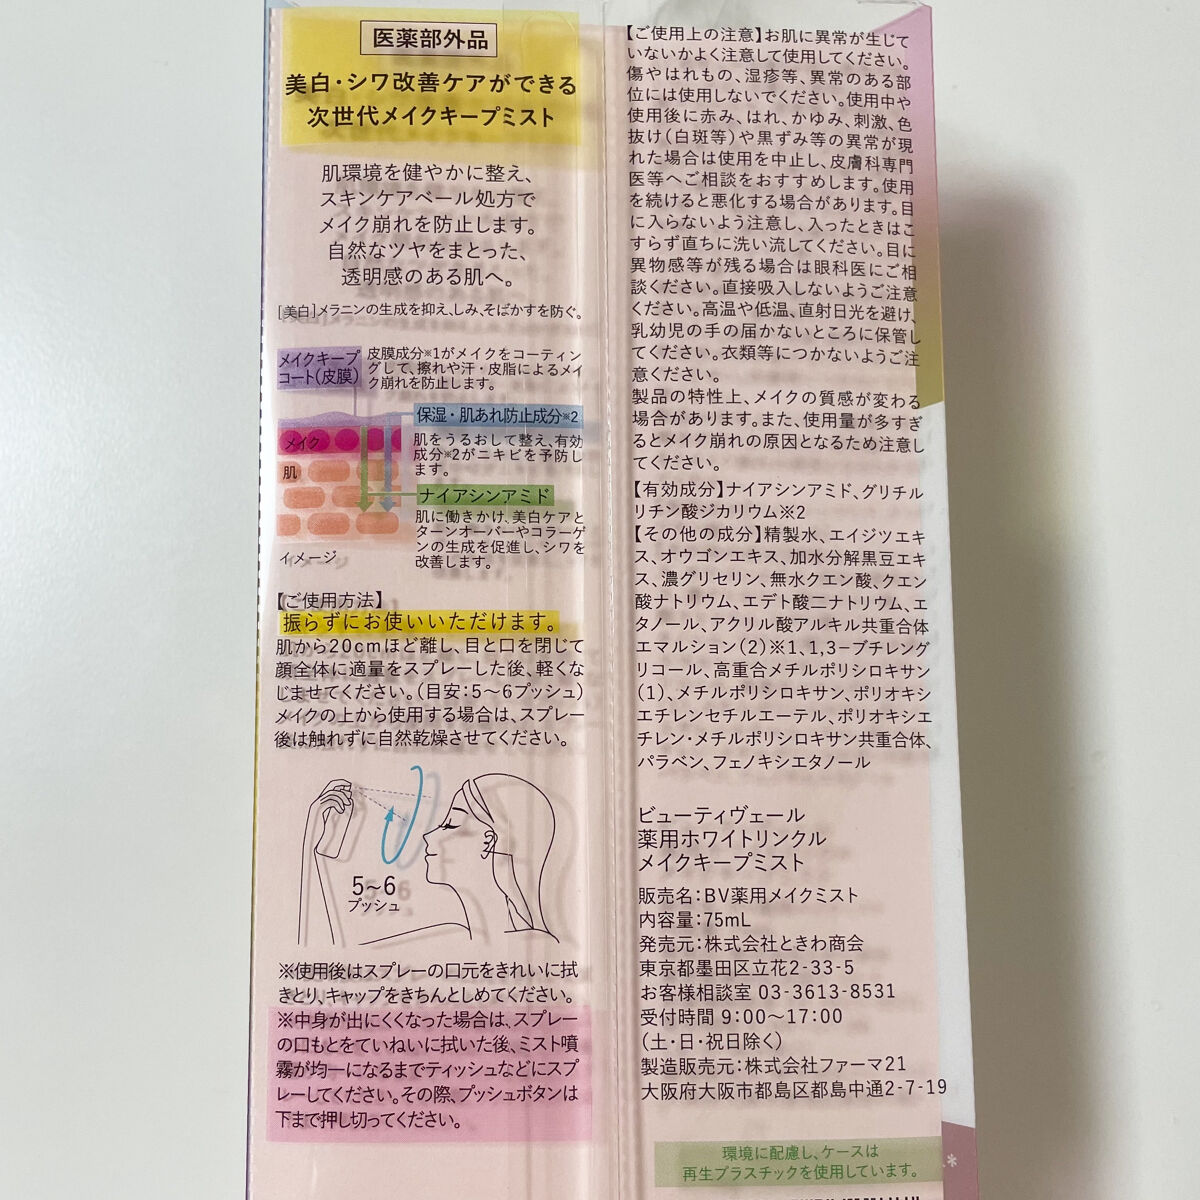 医薬部外品
美白・シワ改善ケアができる
次世代メイクキープミスト
肌環境を健やかに整え、
スキンケアベール処方で
メイク崩れを防止します。
自然なツヤをまとった、
透明感のある肌へ。
[美白]メラニンの生成を抑え、しみ、そばかすを防ぐ。
メイクキープ
コート(皮膜)
皮膜成分※1がメイクをコーティン
グして、擦れや汗・皮脂によるメイ
ク崩れを防止します。
保湿・肌あれ防止成分※2
肌をうるおして整え、有効
成分※2がニキビを予防し
ます。
メイク
肌
ナイアシンアミド
肌に働きかけ、美白ケアと
ターンオーバーやコラーゲ
ンの生成を促進し、シワを
改善します。
イメージ
【ご使用方法】
振らずにお使いいただけます。
肌から20cmほど離し、目と口を閉じて
顔全体に適量をスプレーした後、軽くな
じませてください。(目安:5〜6プッシュ)
メイクの上から使用する場合は、スプレー
後は触れずに自然乾燥させてください。
5〜6
プッシュ
※使用後はスプレーの口元をきれいに拭
きとり、キャップをきちんとしめてください。
※中身が出にくくなった場合は、スプレー
の口もとをていねいに拭いた後、ミスト噴
霧が均一になるまでティッシュなどにスプ
レーしてください。その際、プッシュボタンは
下まで押し切ってください。
【ご使用上の注意】お肌に異常が生じて
いないかよく注意して使用してください。
傷やはれもの、湿疹等、異常のある部
位には使用しないでください。使用中や
使用後に赤み、はれ、かゆみ、刺激、色
抜け(白斑等)や黒ずみ等の異常が現
れた場合は使用を中止し、皮膚科専門
医等へご相談をおすすめします。使用
を続けると悪化する場合があります。目
に入らないよう注意し、入ったときはこ
すらず直ちに洗い流してください。目に
異物感等が残る場合は眼科医にご相
談ください。直接吸入しないようご注意
ください。高温や低温、直射日光を避け、
乳幼児の手の届かないところに保管し
てください。衣類等につかないようご注
意ください。
製品の特性上、メイクの質感が変わる
場合があります。また、使用量が多すぎ
るとメイク崩れの原因となるため注意し
てください。
【有効成分】ナイアシンアミド、グリチル
リチン酸ジカリウム※2
【その他の成分】精製水、エイジツエキ
ス、オウゴンエキス、加水分解黒豆エキ
ス、濃グリセリン、無水クエン酸、クエン
酸ナトリウム、エデト酸二ナトリウム、エ
タノール、アクリル酸アルキル共重合体
エマルション(2)※1、1,3−ブチレング
リコール、高重合メチルポリシロキサン
(1)、メチルポリシロキサン、ポリオキシ
エチレンセチルエーテル、ポリオキシエ
チレン・メチルポリシロキサン共重合体、
パラベン、フェノキシエタノール
ビューティヴェール
薬用ホワイトリンクル
メイクキープミスト
販売名:BV薬用メイクミスト
内容量:75mL
発売元:株式会社ときわ商会
東京都墨田区立花2-33-5
お客様相談室 03-3613-8531
受付時間 9:00〜17:00
(土・日・祝日除く)
製造販売元:株式会社ファーマ21
大阪府大阪市都島区都島中通2-7-19
環境に配慮し、ケースは
再生プラスチックを使用しています。
*